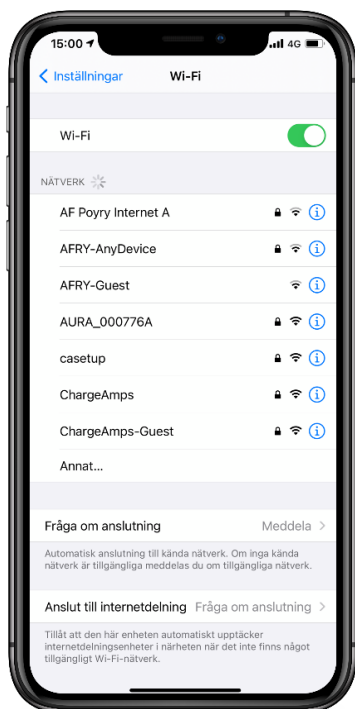 15:00 4G
Inställningar Wi-Fi
Wi-Fi
NÄTVERK
AF Poyry Internet A
AFRY-AnyDevice
AFRY-Guest
AURA_000776A
casetup
ChargeAmps
ChargeAmps-Guest
Annat...
Fråga om anslutning Meddela
Automatisk anslutning till kända nätverk. Om inga kända
nätverk är tillgängliga meddelas du om tillgängliga nätverk.
Anslut till internetdelning Fråga om anslutning
Tillåt att den här enheten automatiskt upptäcker
internetdelningsenheter i närheten när det inte finns något
tillgängligt Wi-Fi-nätverk.